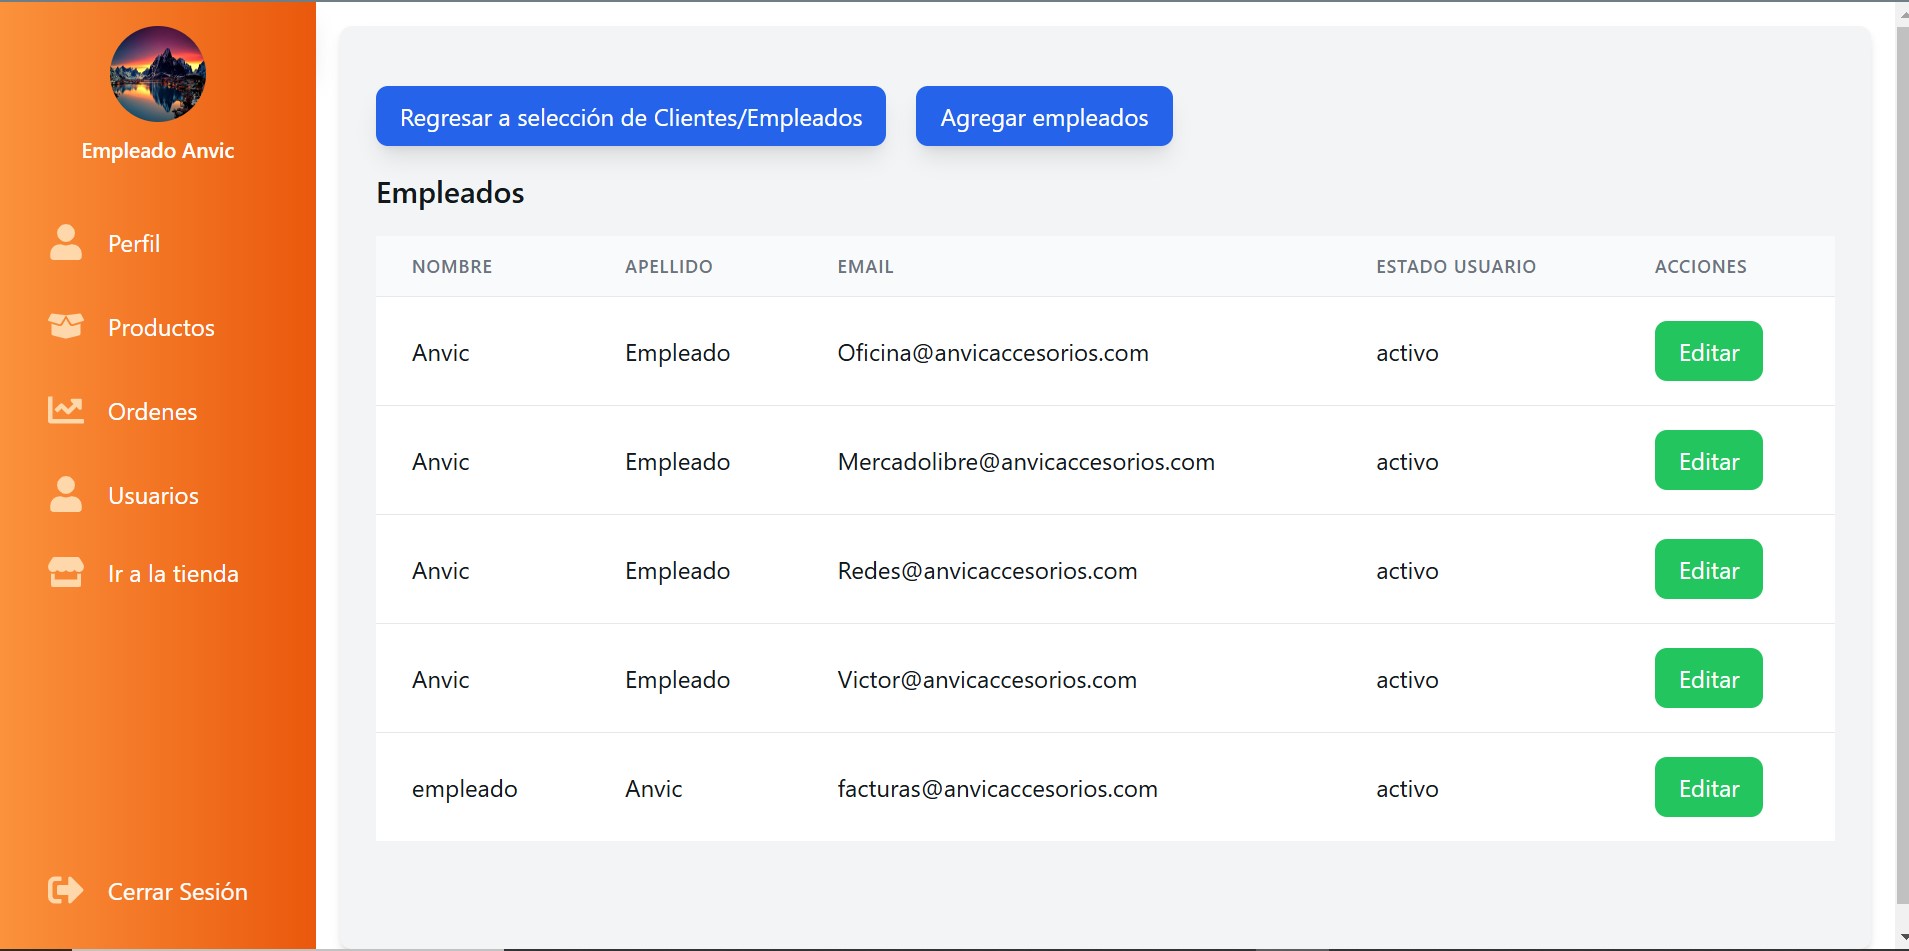 Empleado Anvic
Perfil
Productos
Ordenes
Usuarios
Ir a la tienda
Cerrar Sesión
Regresar a selección de Clientes/Empleados
Agregar empleados
Empleados
NOMBRE APELLIDO EMAIL ESTADO USUARIO ACCIONES
Anvic Empleado Oficina@anvicaccesorios.com activo Editar
Anvic Empleado Mercadolibre@anvicaccesorios.com activo Editar
Anvic Empleado Redes@anvicaccesorios.com activo Editar
Anvic Empleado Victor@anvicaccesorios.com activo Editar
empleado Anvic facturas@anvicaccesorios.com activo Editar